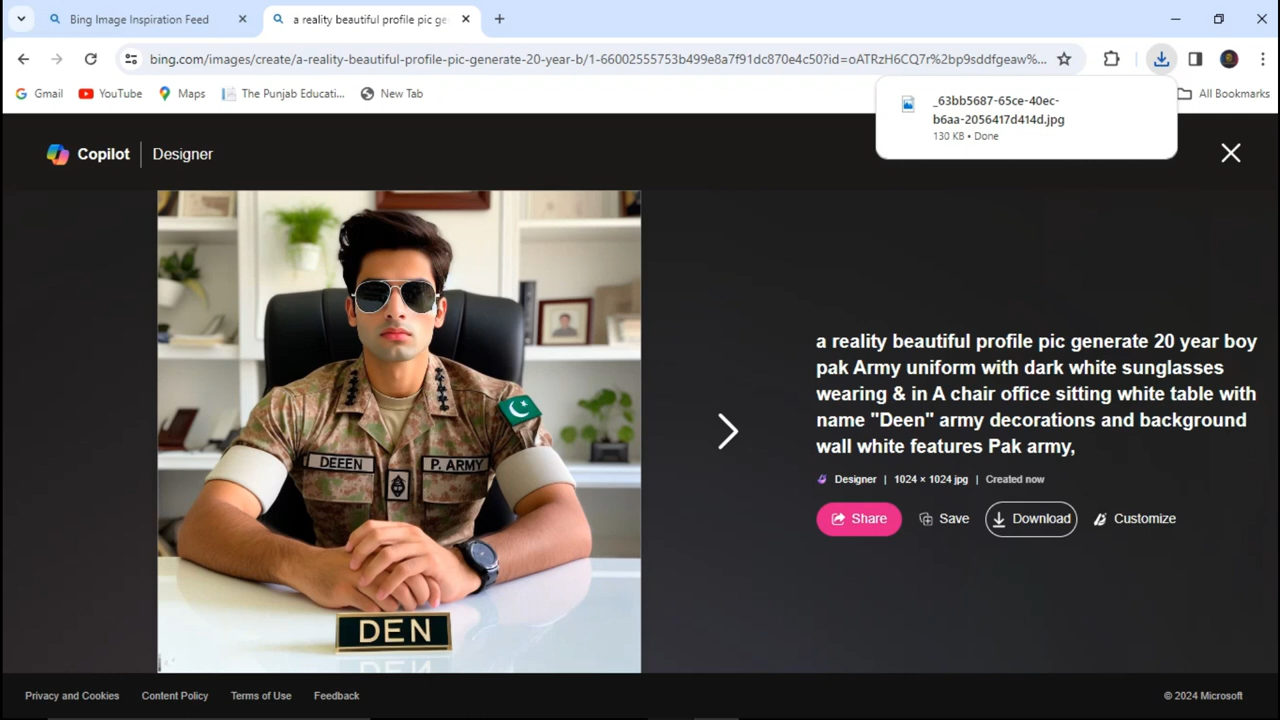 Bing Image Inspiration Feed
a reality beautiful profile pic ge
bing.com/images/create/a-reality-beautiful-profile-pic-generate-20-year-b/1-66002555753b499e8a7f91dc870e4c50?id=oATRzH6CQ7r%2bp9sddfgeaw%...
Gmail
YouTube
Maps
The Punjab Educati...
New Tab
All Bookmarks
_63bb5687-65ce-40ec-
b6aa-2056417d414d.jpg
130 KB • Done
Copilot
Designer
DEFEN
P. ARMY
DEN
a reality beautiful profile pic generate 20 year boy
pak Army uniform with dark white sunglasses
wearing & in A chair office sitting white table with
name "Deen" army decorations and background
wall white features Pak army,
Designer | 1024 × 1024 jpg | Created now
Share
Save
Download
Customize
Privacy and Cookies
Content Policy
Terms of Use
Feedback
© 2024 Microsoft